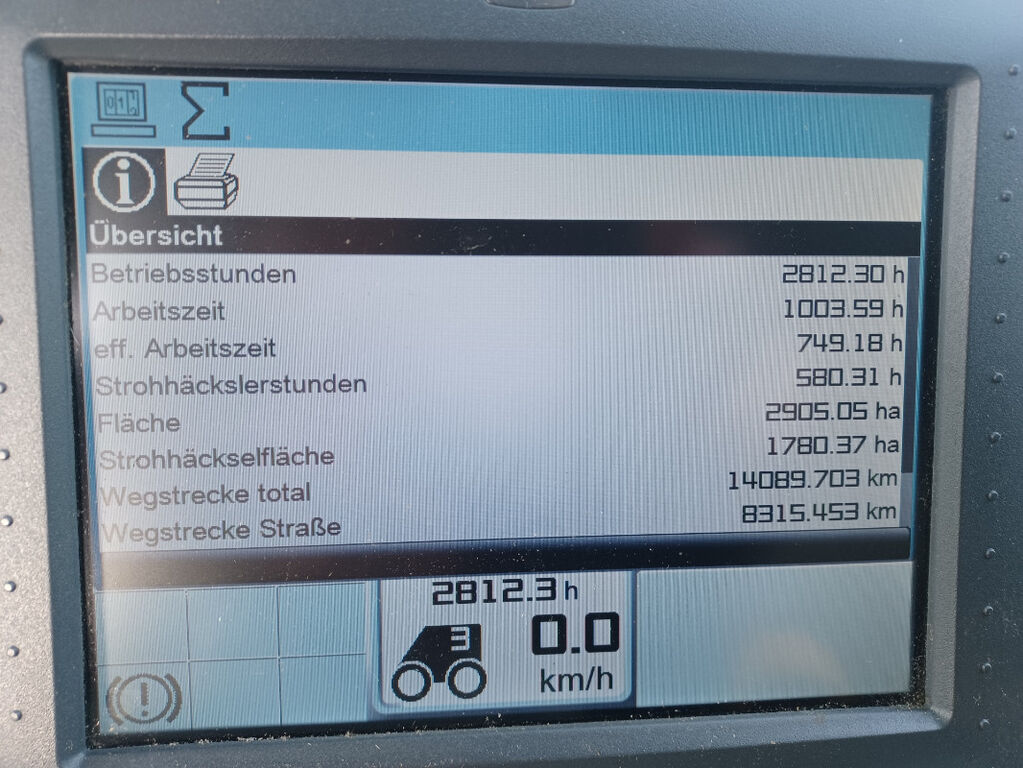 Σ
Übersicht
Betriebsstunden 2812.30 h
Arbeitszeit 1003.59 h
eff. Arbeitszeit 749.18 h
Strohhäckslerstunden 580.31 h
Fläche 2905.05 ha
Strohhäckselfläche 1780.37 ha
Wegstrecke total 14089.703 km
Wegstrecke Straße 8315.453 km
2812.3 h
3
0.0
km/h